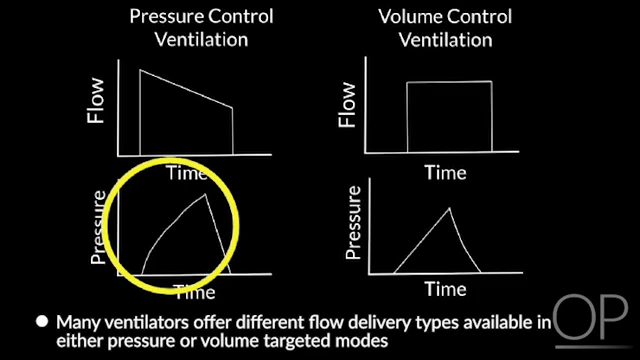 Pressure Control
Ventilation
Volume Control
Ventilation
Flow
Time
Flow
Time
Pressure
Time
Pressure
Time
Many ventilators offer different flow delivery types available in
either pressure or volume targeted modes
OP